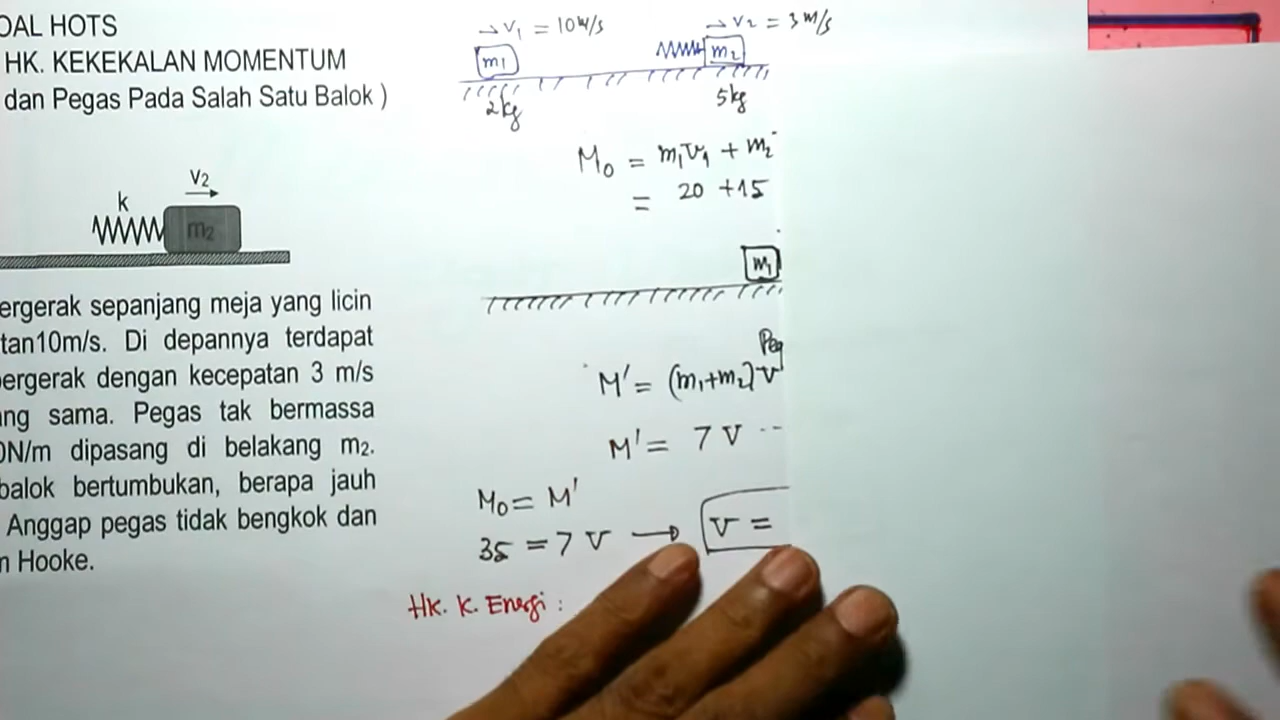 OAL HOTS
HK. KEKEKALAN MOMENTUM
dan Pegas Pada Salah Satu Balok )
V2
k
m2
ergerak sepanjang meja yang licin
tan10m/s. Di depannya terdapat
bergerak dengan kecepatan 3 m/s
ang sama. Pegas tak bermassa
0N/m dipasang di belakang m2.
balok bertumbukan, berapa jauh
Anggap pegas tidak bengkok dan
m Hooke.
→ V1 = 10 m/s
→ V2 = 3 m/s
m1
m2
2kg
5kg
M0 = m1V1 + m2
= 20 + 15
m1
Peg
M' = (m1+m2)V
M' = 7 V
M0 = M'
35 = 7 V → V =
Hk. K. Energi :